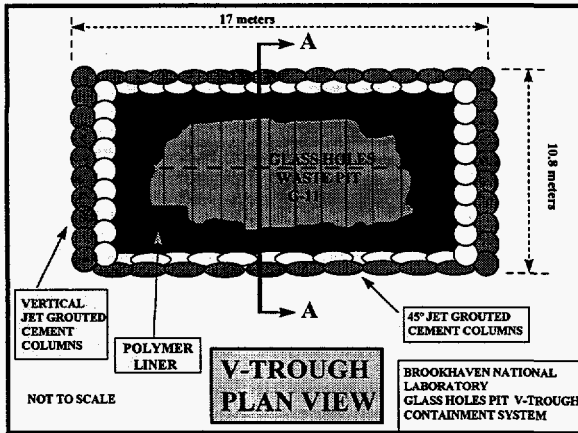 17 meters
A
GLASS HOLES
WASTE PIT
G-11
10.8 meters
A
VERTICAL
JET GROUTED
CEMENT
COLUMNS
POLYMER
LINER
45° JET GROUTED
CEMENT COLUMNS
NOT TO SCALE
V-TROUGH
PLAN VIEW
BROOKHAVEN NATIONAL
LABORATORY
GLASS HOLES PIT V-TROUGH
CONTAINMENT SYSTEM